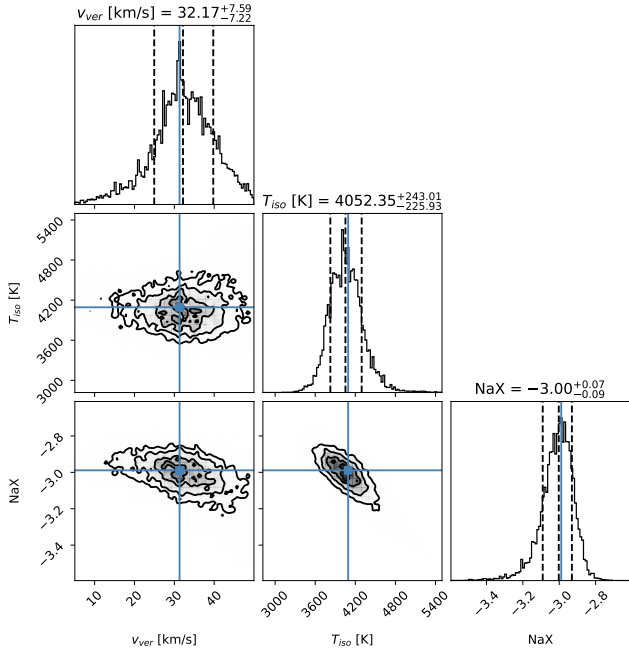 v_ver [km/s] = 32.17^{+7.59}_{-7.22}
T_iso [K] = 4052.35^{+243.01}_{-225.93}
5400
4800
4200
3600
3000
T_iso [K]
NaX = −3.00^{+0.07}_{-0.09}
−2.8
−3.0
−3.2
−3.4
NaX
10 20 30 40 3000 3600 4200 4800 5400 −3.4 −3.2 −3.0 −2.8
v_ver [km/s] T_iso [K] NaX